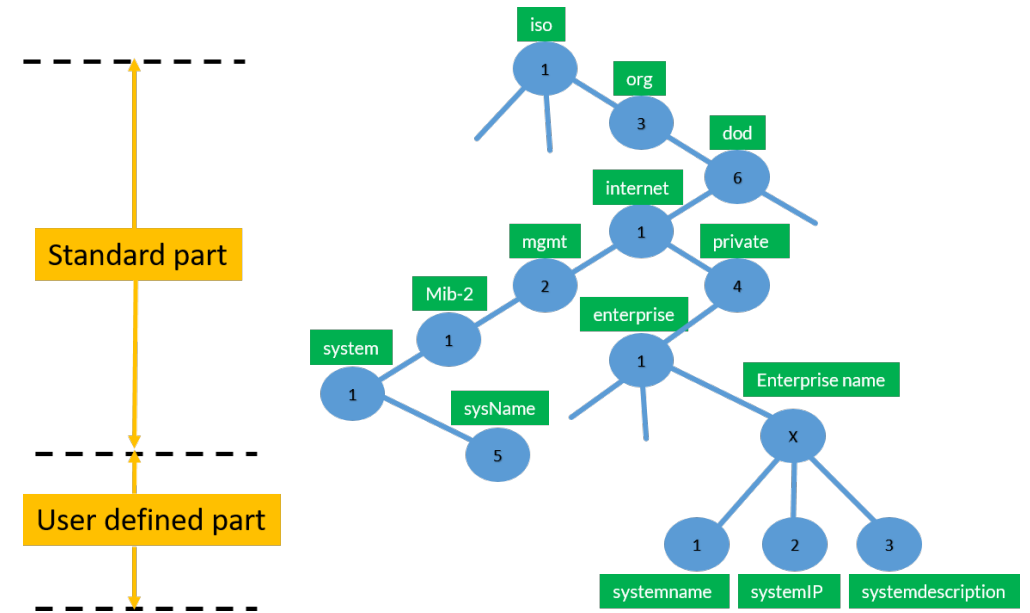 iso
1
org
3
dod
6
internet
1
mgmt
2
private
4
Standard part
Mib-2
1
enterprise
1
system
1
Enterprise name
X
sysName
5
User defined part
1
2
3
systemname
systemIP
systemdescription